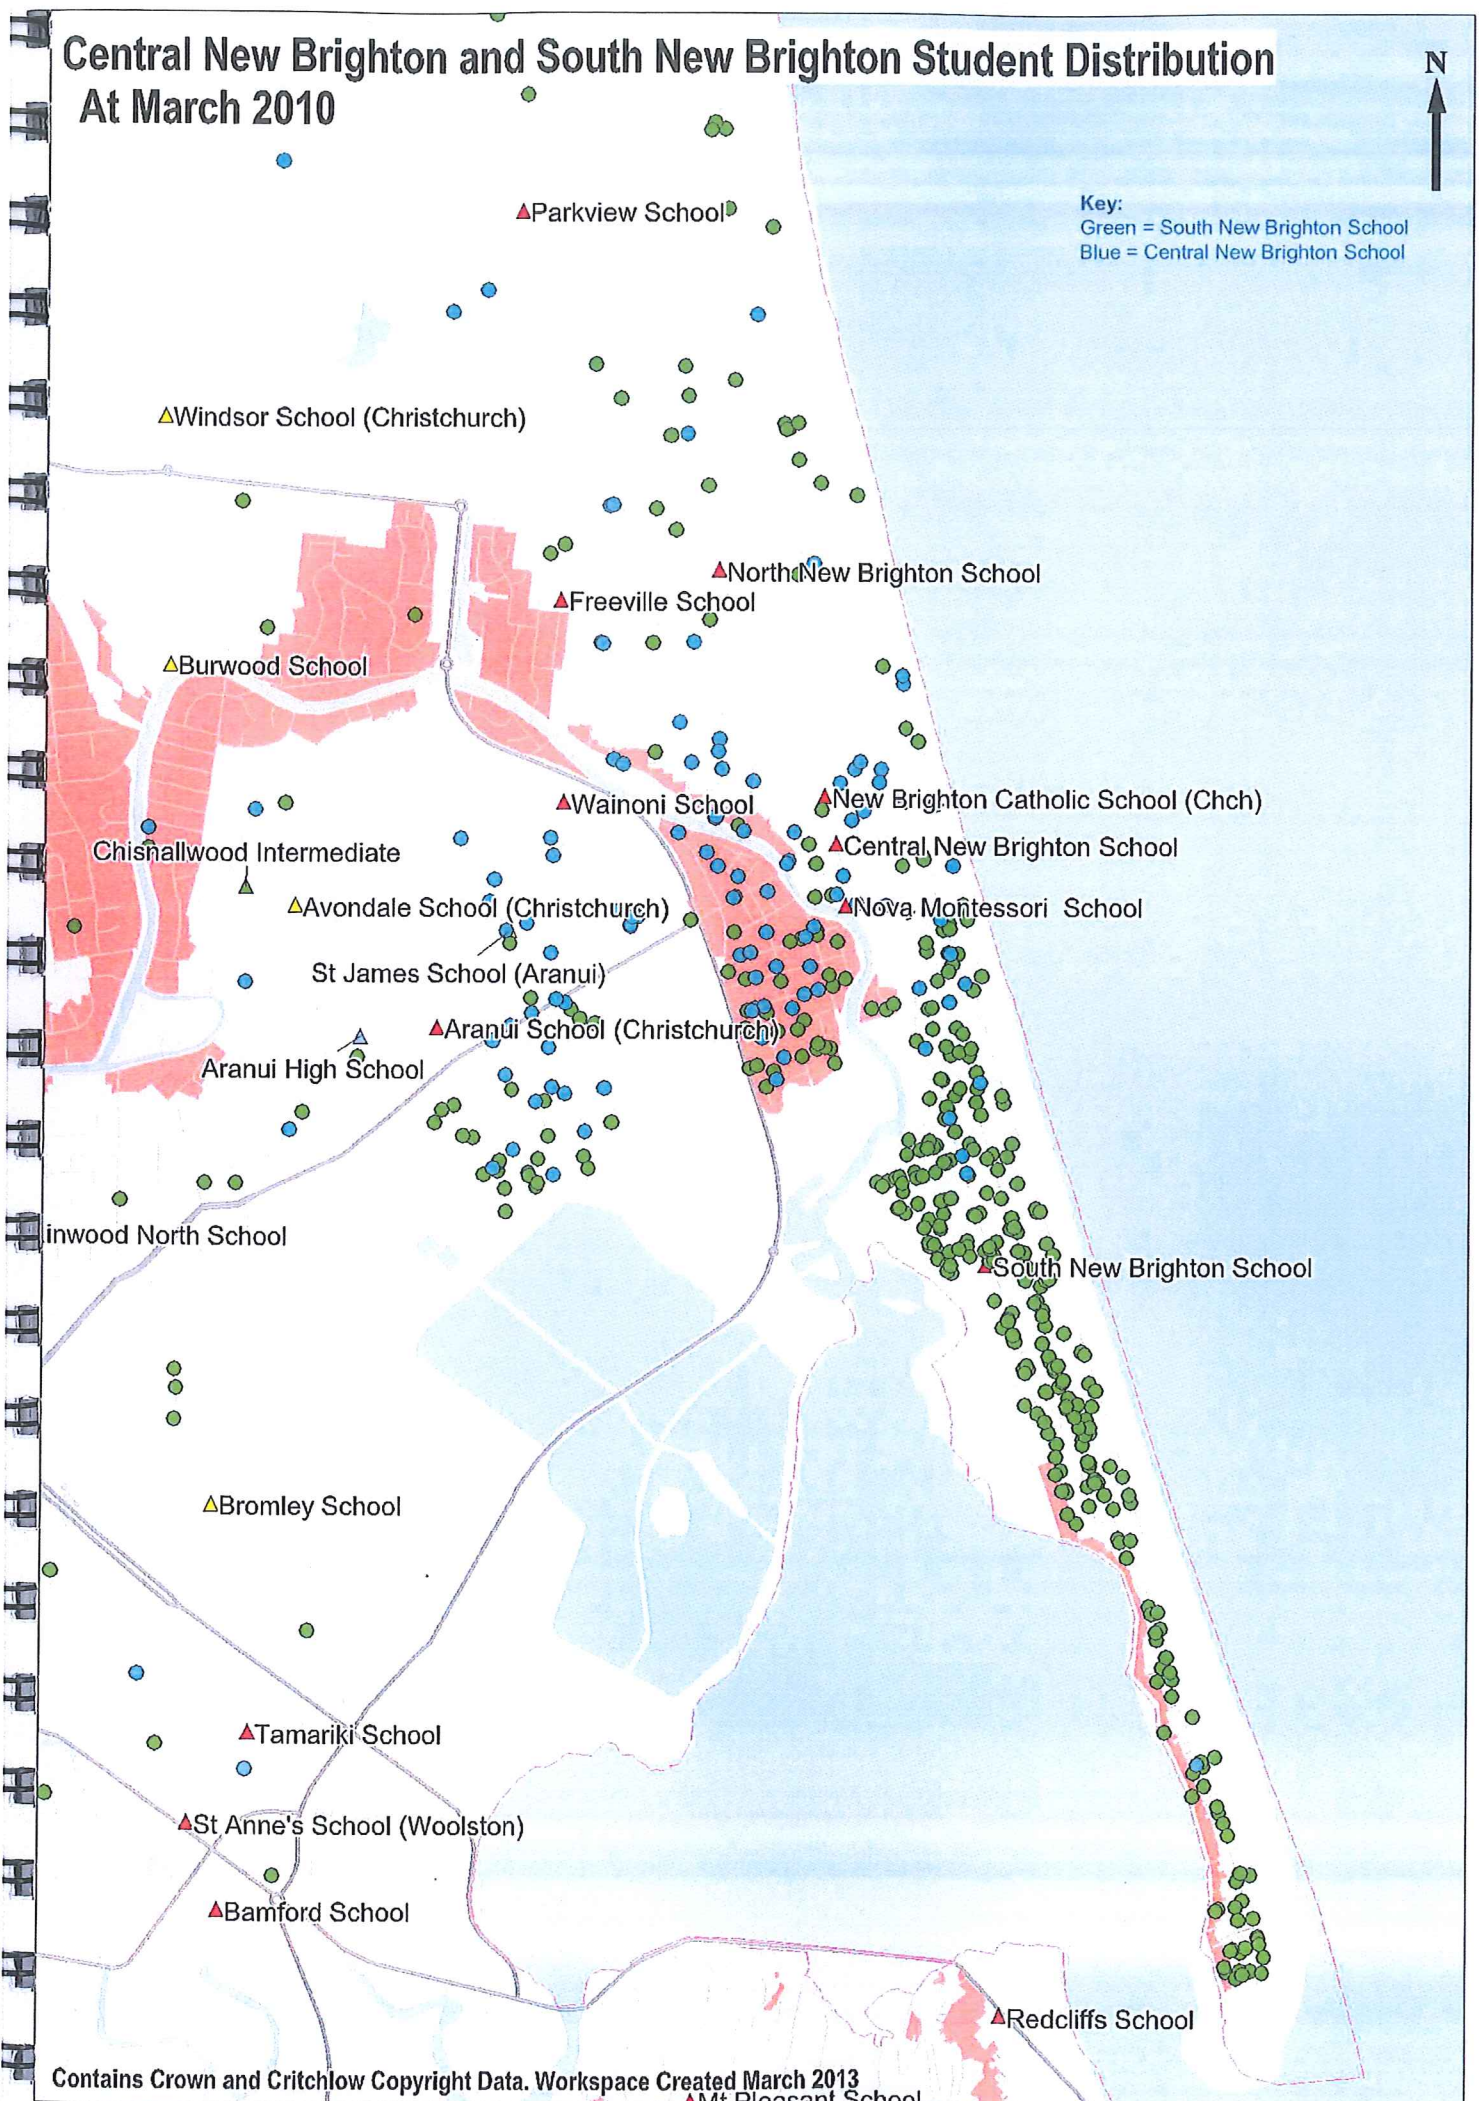 Central New Brighton and South New Brighton Student Distribution
At March 2010
N
Key:
Green = South New Brighton School
Blue = Central New Brighton School
Parkview School
Windsor School (Christchurch)
North New Brighton School
Freeville School
Burwood School
Wainoni School
New Brighton Catholic School (Chch)
Central New Brighton School
Chisnallwood Intermediate
Avondale School (Christchurch)
Nova Montessori School
St James School (Aranui)
Aranui School (Christchurch)
Aranui High School
inwood North School
South New Brighton School
Bromley School
Tamariki School
St Anne's School (Woolston)
Bamford School
Redcliffs School
Contains Crown and Critchlow Copyright Data. Workspace Created March 2013
Mt Pleasant School